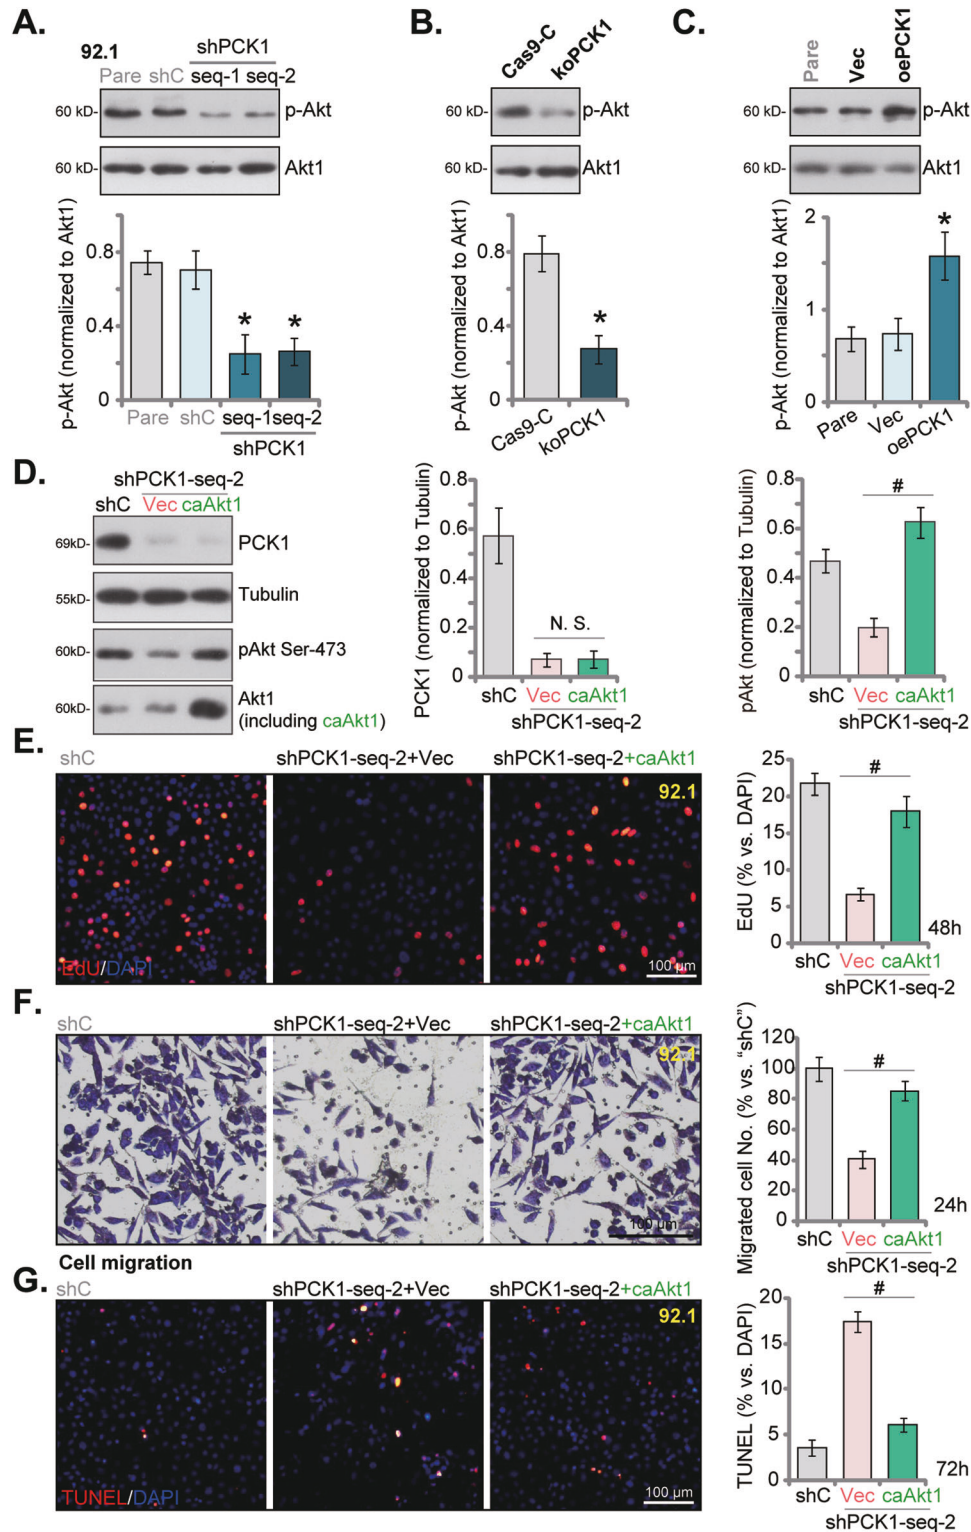 A.
92.1
shPCK1
Pare shC seq-1 seq-2
60 kD- p-Akt
60 kD- Akt1
p-Akt (normalized to Akt1)
0.8
0.4
0
* *
Pare shC seq-1 seq-2
shPCK1
B.
Cas9-C koPCK1
60 kD- p-Akt
60 kD- Akt1
p-Akt (normalized to Akt1)
0.8
0.4
0
*
Cas9-C koPCK1
C.
Pare Vec oePCK1
60 kD- p-Akt
60 kD- Akt1
p-Akt (normalized to Akt1)
2
1
0
*
Pare Vec oePCK1
D.
shPCK1-seq-2
shC Vec caAkt1
69kD- PCK1
55kD- Tubulin
60kD- pAkt Ser-473
60kD- Akt1
(including caAkt1)
PCK1 (normalized to Tubulin)
0.8
0.6
0.4
0.2
0
N. S.
shC Vec caAkt1
shPCK1-seq-2
pAkt (normalized to Tubulin)
0.8
0.6
0.4
0.2
0
#
shC Vec caAkt1
shPCK1-seq-2
E.
shC shPCK1-seq-2+Vec shPCK1-seq-2+caAkt1
92.1
EdU/DAPI
100 µm
EdU (% vs. DAPI)
25
20
15
10
5
0
#
48h
shC Vec caAkt1
shPCK1-seq-2
F.
shC shPCK1-seq-2+Vec shPCK1-seq-2+caAkt1
92.1
100 µm
Cell migration
Migrated cell No. (% vs. “shC”)
120
100
80
60
40
20
0
#
24h
shC Vec caAkt1
shPCK1-seq-2
G.
shC shPCK1-seq-2+Vec shPCK1-seq-2+caAkt1
92.1
TUNEL/DAPI
100 µm
TUNEL (% vs. DAPI)
20
15
10
5
0
#
72h
shC Vec caAkt1
shPCK1-seq-2